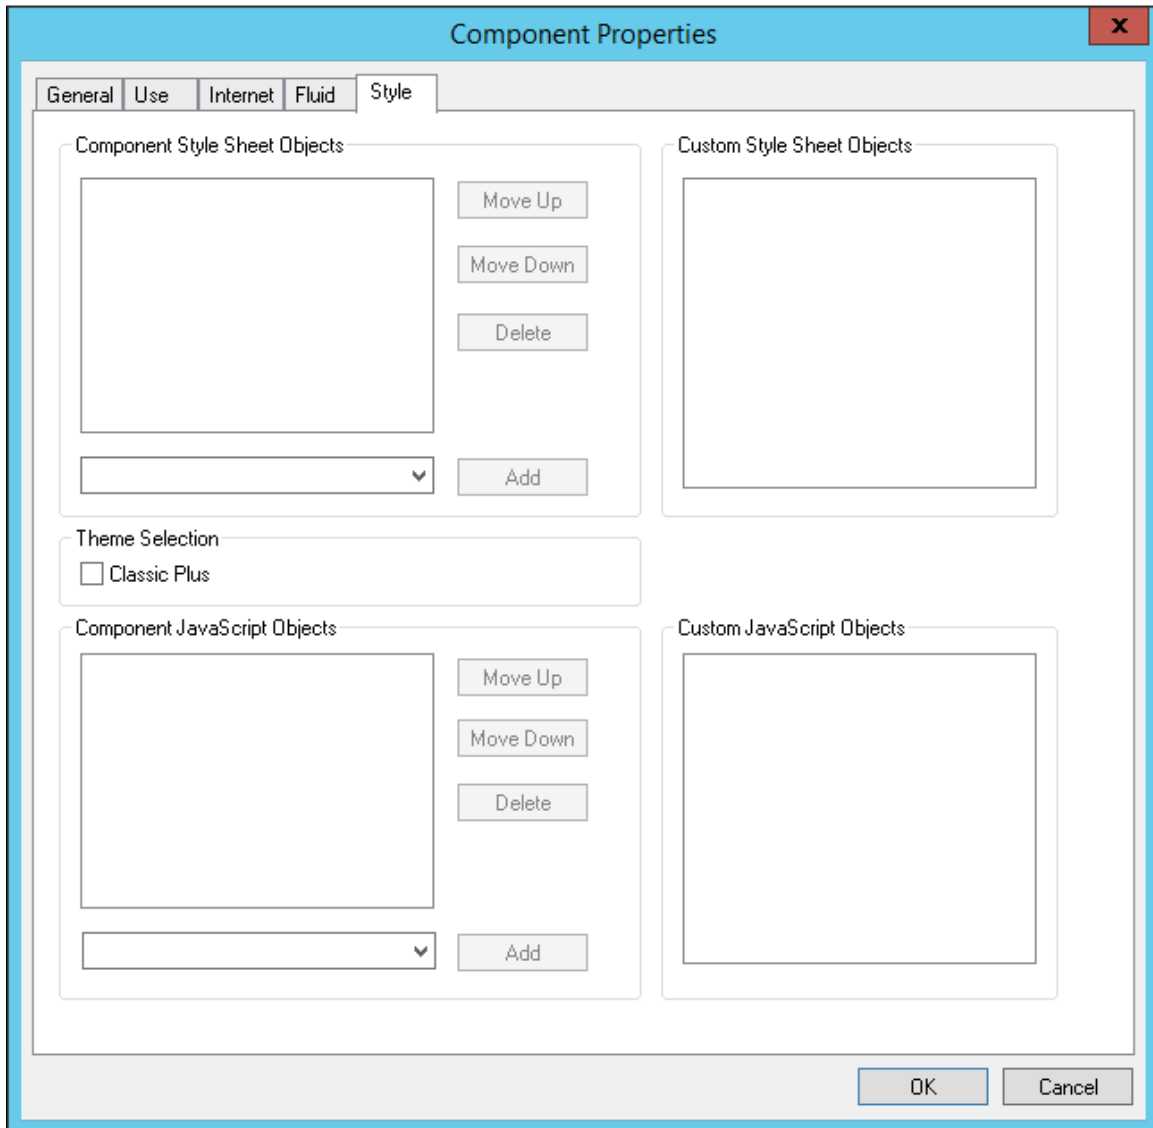 Component Properties
x
General Use Internet Fluid Style
Component Style Sheet Objects
Move Up
Move Down
Delete
Add
Custom Style Sheet Objects
Theme Selection
Classic Plus
Component JavaScript Objects
Move Up
Move Down
Delete
Add
Custom JavaScript Objects
OK Cancel